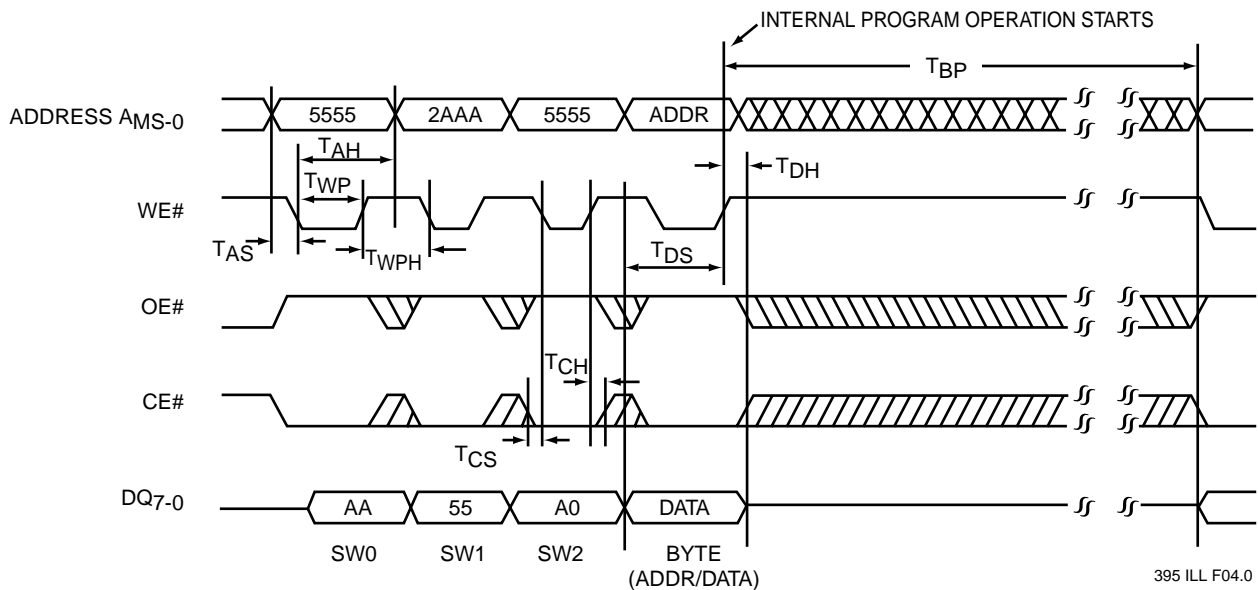 INTERNAL PROGRAM OPERATION STARTS
TBP
ADDRESS AMS-0
5555
2AAA
5555
ADDR
TAH
TDH
TWP
WE#
TAS
TWPH
TDS
OE#
TCH
CE#
TCS
DQ7-0
AA
55
A0
DATA
SW0
SW1
SW2
BYTE
(ADDR/DATA)
395 ILL F04.0